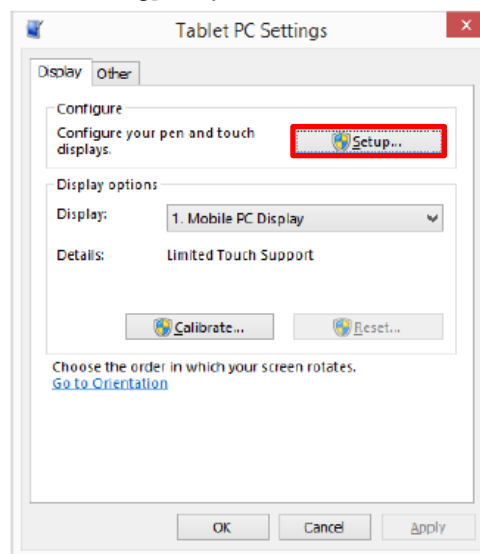 Tablet PC Settings
x
Display Other
Configure
Configure your pen and touch
displays.
Setup...
Display options
Display: 1. Mobile PC Display
Details: Limited Touch Support
Calibrate... Reset...
Choose the order in which your screen rotates.
Go to Orientation
OK Cancel Apply